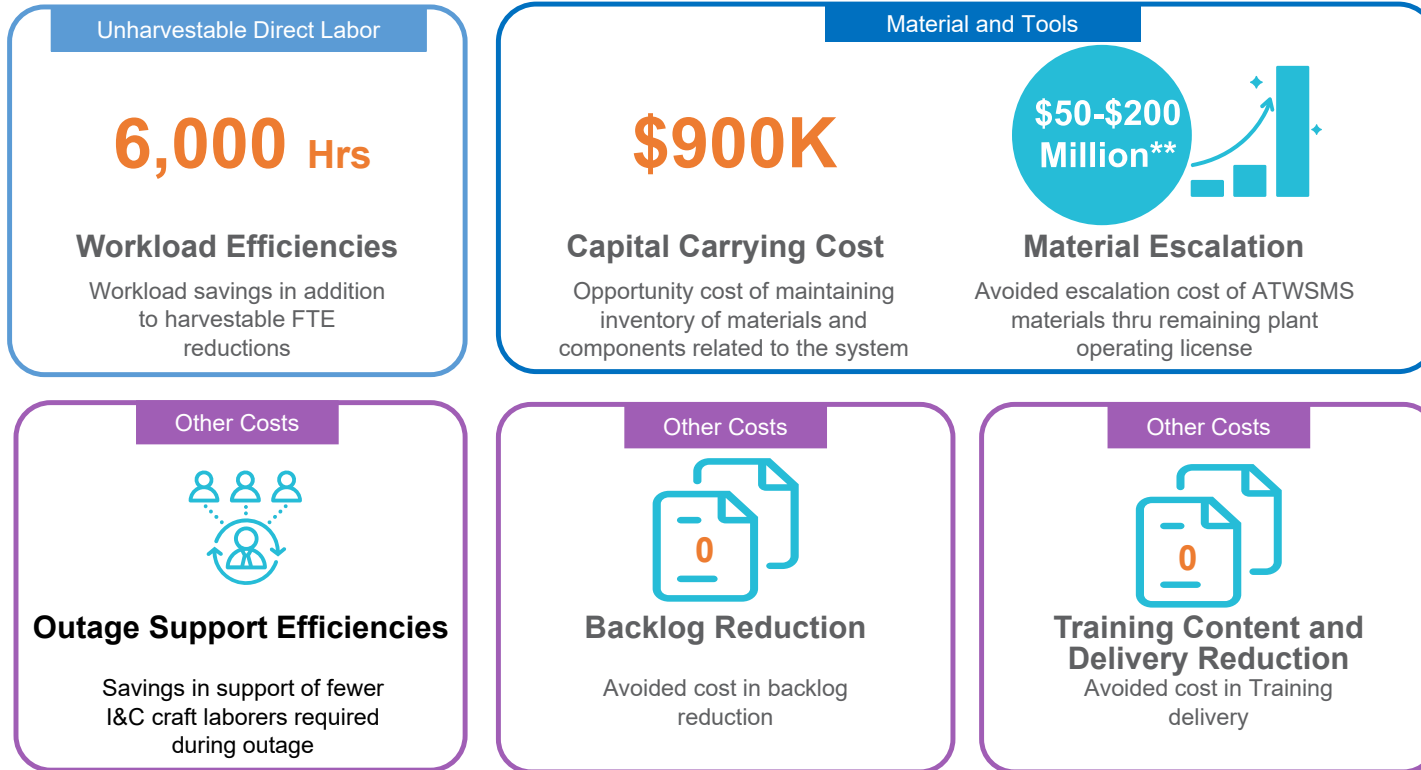 Unharvestable Direct Labor
6,000 Hrs
Workload Efficiencies
Workload savings in addition
to harvestable FTE
reductions
Material and Tools
$900K
Capital Carrying Cost
Opportunity cost of maintaining
inventory of materials and
components related to the system
$50-$200
Million**
Material Escalation
Avoided escalation cost of ATWSMS
materials thru remaining plant
operating license
Other Costs
Outage Support Efficiencies
Savings in support of fewer
I&C craft laborers required
during outage
Other Costs
0
Backlog Reduction
Avoided cost in backlog
reduction
Other Costs
0
Training Content and
Delivery Reduction
Avoided cost in Training
delivery